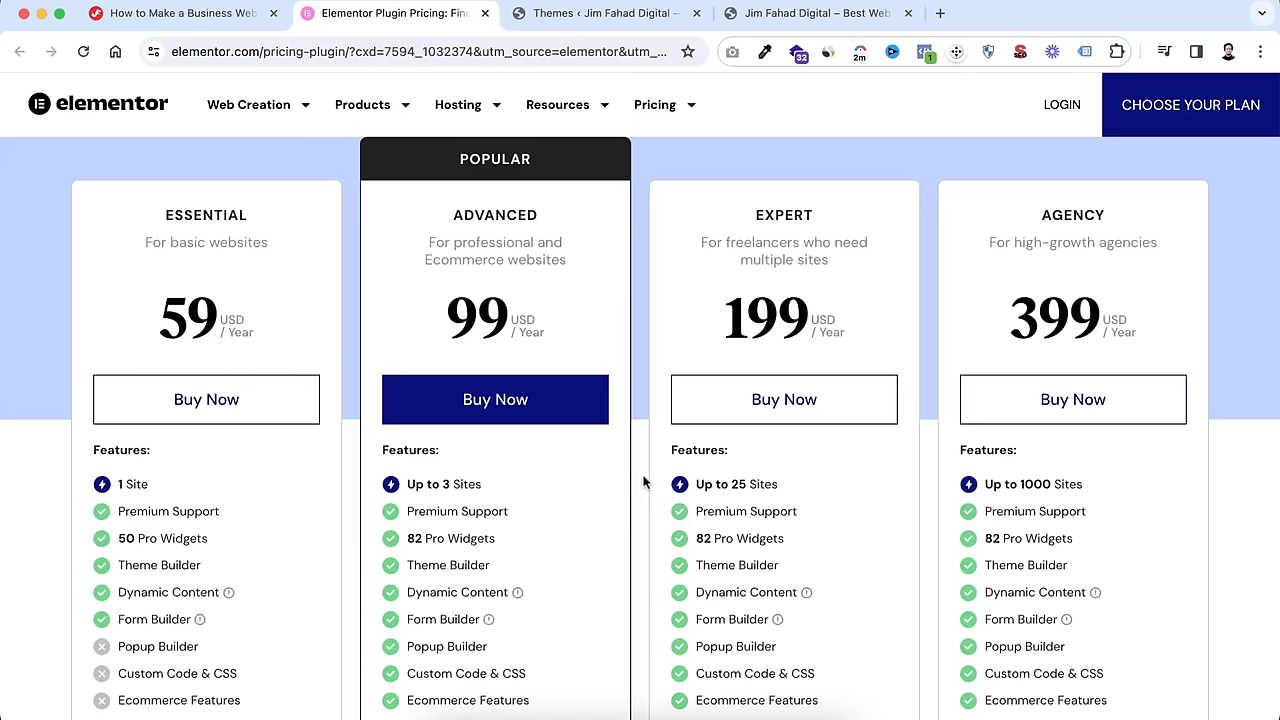 How to Make a Business Web
Elementor Plugin Pricing: Fin
Themes ‹ Jim Fahad Digital –
Jim Fahad Digital – Best Web
elementor.com/pricing-plugin/?cxd=7594_1032374&utm_source=elementor&utm_...
32
2m
1
elementor
Web Creation
Products
Hosting
Resources
Pricing
LOGIN
CHOOSE YOUR PLAN
POPULAR
ESSENTIAL
For basic websites
59 USD
/ Year
Buy Now
Features:
1 Site
Premium Support
50 Pro Widgets
Theme Builder
Dynamic Content
Form Builder
Popup Builder
Custom Code & CSS
Ecommerce Features
ADVANCED
For professional and
Ecommerce websites
99 USD
/ Year
Buy Now
Features:
Up to 3 Sites
Premium Support
82 Pro Widgets
Theme Builder
Dynamic Content
Form Builder
Popup Builder
Custom Code & CSS
Ecommerce Features
EXPERT
For freelancers who need
multiple sites
199 USD
/ Year
Buy Now
Features:
Up to 25 Sites
Premium Support
82 Pro Widgets
Theme Builder
Dynamic Content
Form Builder
Popup Builder
Custom Code & CSS
Ecommerce Features
AGENCY
For high-growth agencies
399 USD
/ Year
Buy Now
Features:
Up to 1000 Sites
Premium Support
82 Pro Widgets
Theme Builder
Dynamic Content
Form Builder
Popup Builder
Custom Code & CSS
Ecommerce Features